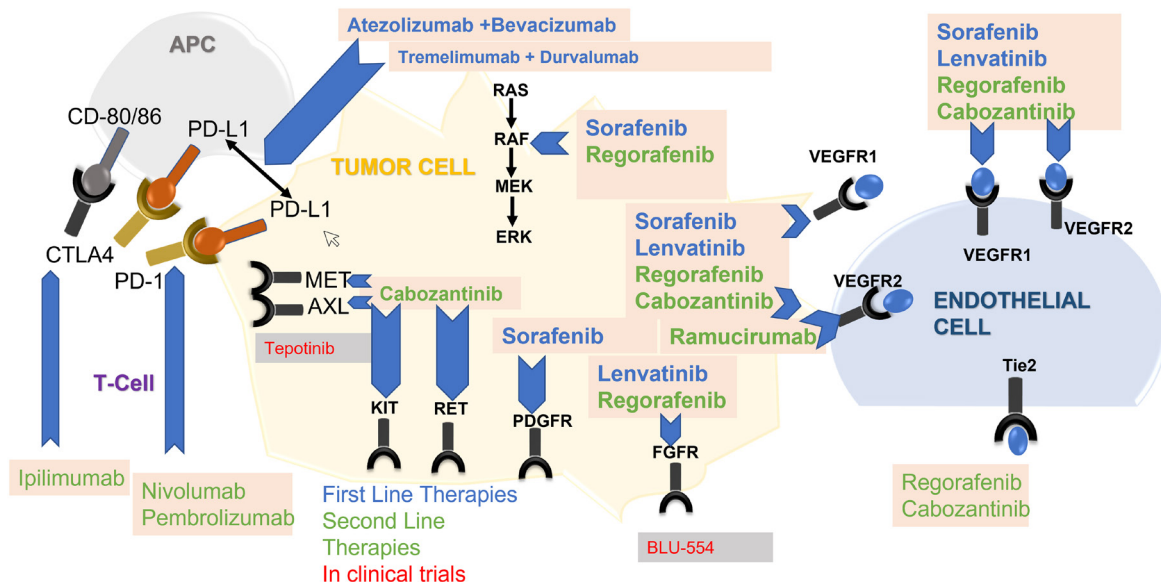 Atezolizumab +Bevacizumab
Tremelimumab + Durvalumab
APC
CD-80/86
PD-L1
TUMOR CELL
PD-L1
CTLA4
PD-1
T-Cell
Ipilimumab
Nivolumab
Pembrolizumab
RAS
RAF
MEK
ERK
Sorafenib
Regorafenib
MET
AXL
Cabozantinib
Tepotinib
KIT
RET
Sorafenib
PDGFR
Lenvatinib
Regorafenib
FGFR
BLU-554
First Line Therapies
Second Line
Therapies
In clinical trials
Sorafenib
Lenvatinib
Regorafenib
Cabozantinib
Ramucirumab
VEGFR1
VEGFR2
Sorafenib
Lenvatinib
Regorafenib
Cabozantinib
VEGFR1
VEGFR2
ENDOTHELIAL
CELL
Tie2
Regorafenib
Cabozantinib